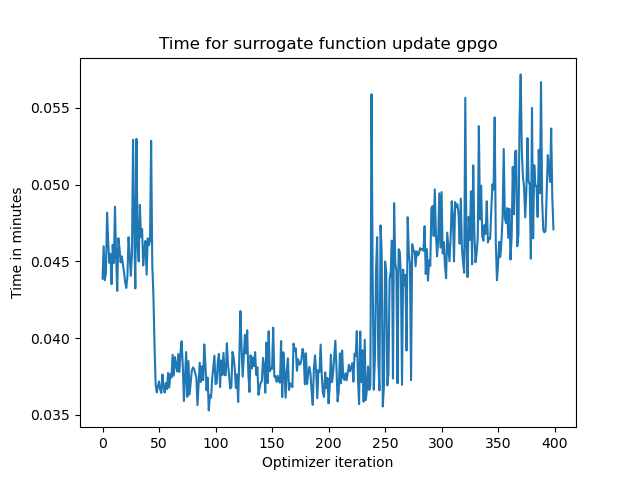 Time for surrogate function update gpgo
Time in minutes
0.055
0.050
0.045
0.040
0.035
0 50 100 150 200 250 300 350 400
Optimizer iteration